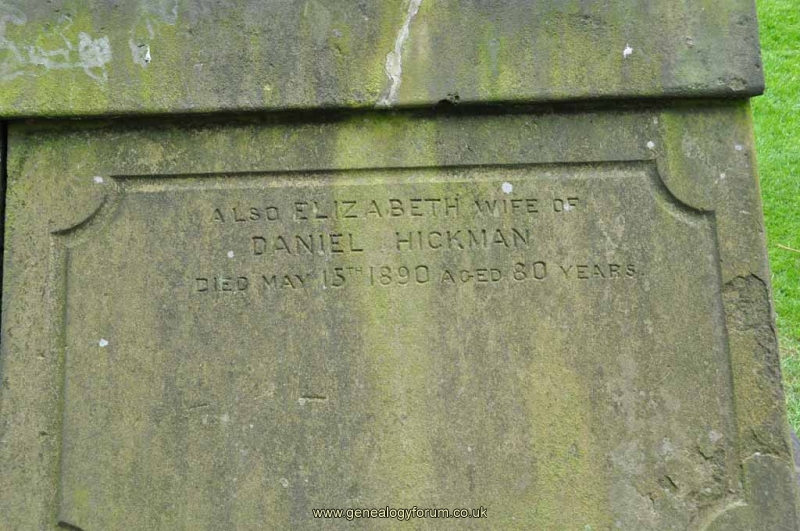 ALSO ELIZABETH WIFE OF
DANIEL HICKMAN
DIED MAY 15TH 1890 AGED 80 YEARS.
www.genealogyforum.co.uk